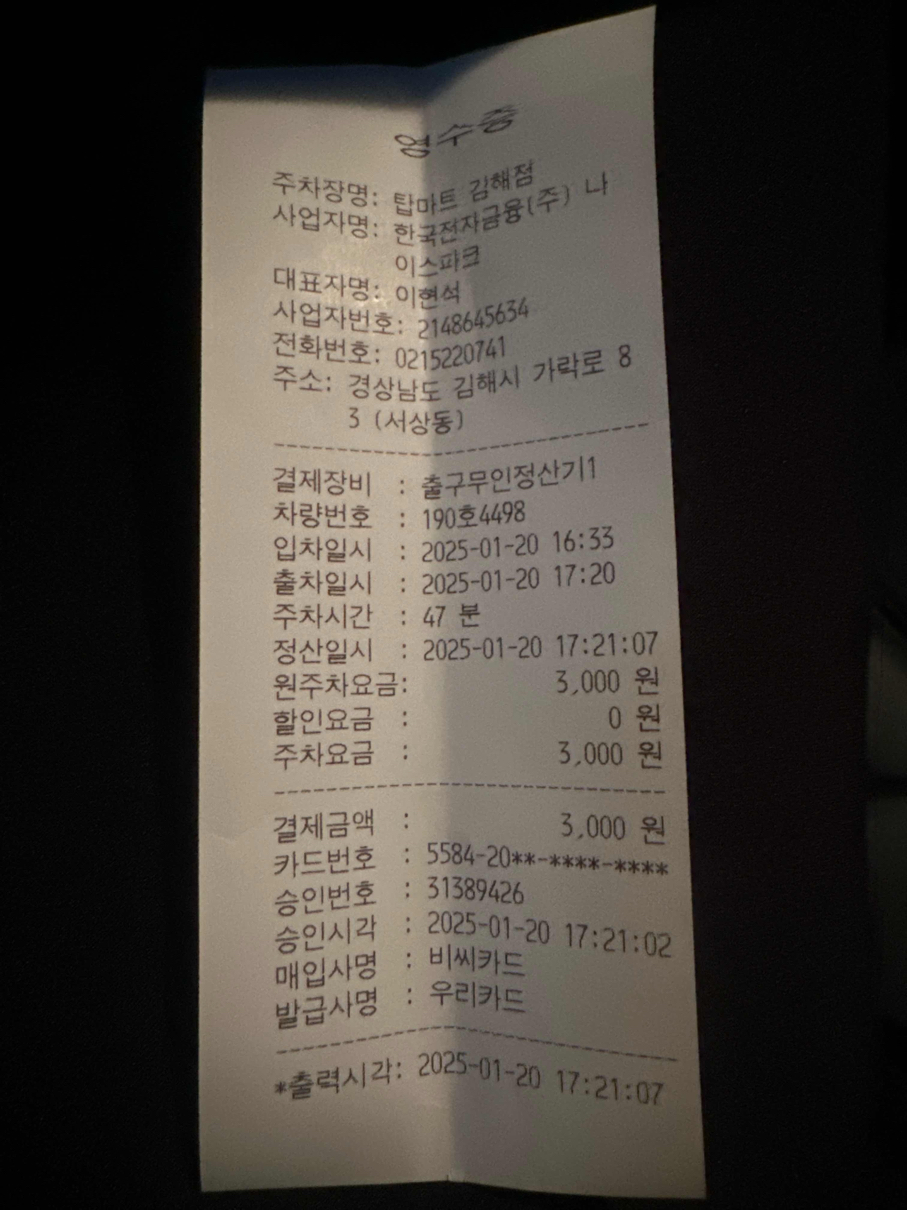 영수증
주차장명: 탑마트 김해점
사업자명: 한국전자금융(주) 나
이스파크
대표자명: 이현석
사업자번호: 2148645634
전화번호: 0215220741
주소: 경상남도 김해시 가락로 8
3 (서상동)
결제장비 : 출구무인정산기1
차량번호 : 190호4498
입차일시 : 2025-01-20 16:33
출차일시 : 2025-01-20 17:20
주차시간 : 47 분
정산일시 : 2025-01-20 17:21:07
원주차요금: 3,000 원
할인요금 : 0 원
주차요금 : 3,000 원
결제금액 : 3,000 원
카드번호 : 5584-20**-****-****
승인번호 : 31389426
승인시각 : 2025-01-20 17:21:02
매입사명 : 비씨카드
발급사명 : 우리카드
*출력시각: 2025-01-20 17:21:07